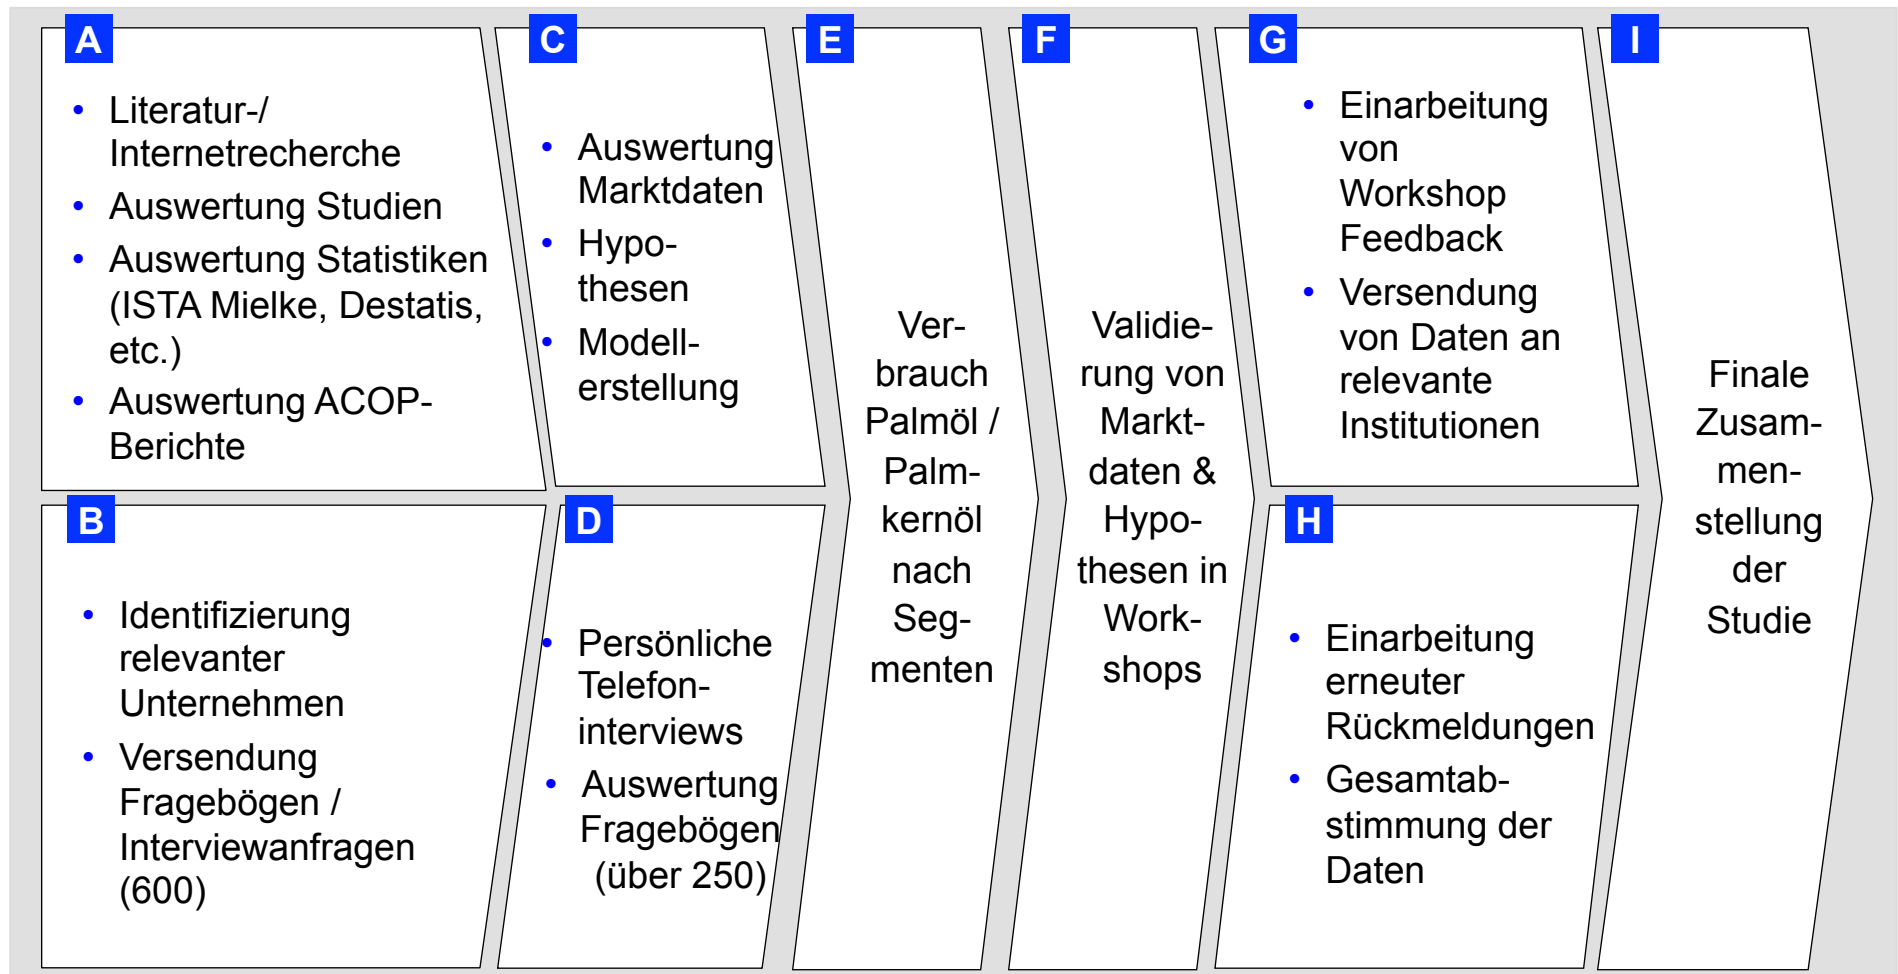 A
Literatur-/
Internetrecherche
Auswertung Studien
Auswertung Statistiken
(ISTA Mielke, Destatis,
etc.)
Auswertung ACOP-
Berichte
B
Identifizierung
relevanter
Unternehmen
Versendung
Fragebögen /
Interviewanfragen
(600)
C
Auswertung
Marktdaten
Hypo-
thesen
Modell-
erstellung
D
Persönliche
Telefon-
interviews
Auswertung
Fragebögen
(über 250)
E
Ver-
brauch
Palmöl /
Palm-
kernöl
nach
Seg-
menten
F
Validie-
rung von
Markt-
daten &
Hypo-
thesen in
Work-
shops
G
Einarbeitung
von
Workshop
Feedback
Versendung
von Daten an
relevante
Institutionen
H
Einarbeitung
erneuter
Rückmeldungen
Gesamtab-
stimmung der
Daten
I
Finale
Zusam-
men-
stellung
der
Studie